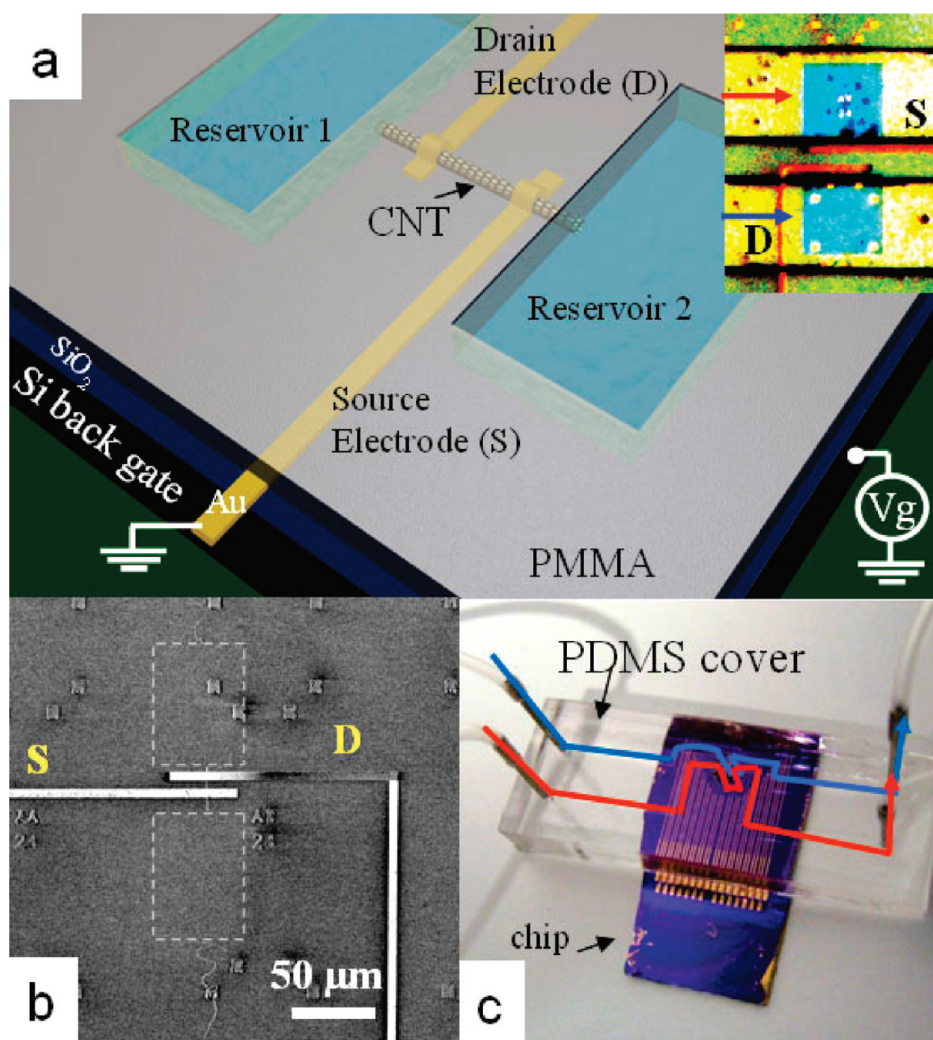 a
Drain
Electrode (D)
Reservoir 1
CNT
S
D
Reservoir 2
SiO2
Si back gate
Source
Electrode (S)
Au
Vg
PMMA
S
D
50 μm
b
PDMS cover
chip
c